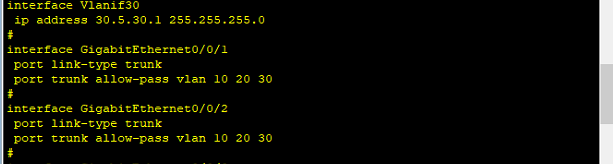 interface Vlanif30
ip address 30.5.30.1 255.255.255.0
#
interface GigabitEthernet0/0/1
port link-type trunk
port trunk allow-pass vlan 10 20 30
#
interface GigabitEthernet0/0/2
port link-type trunk
port trunk allow-pass vlan 10 20 30
#